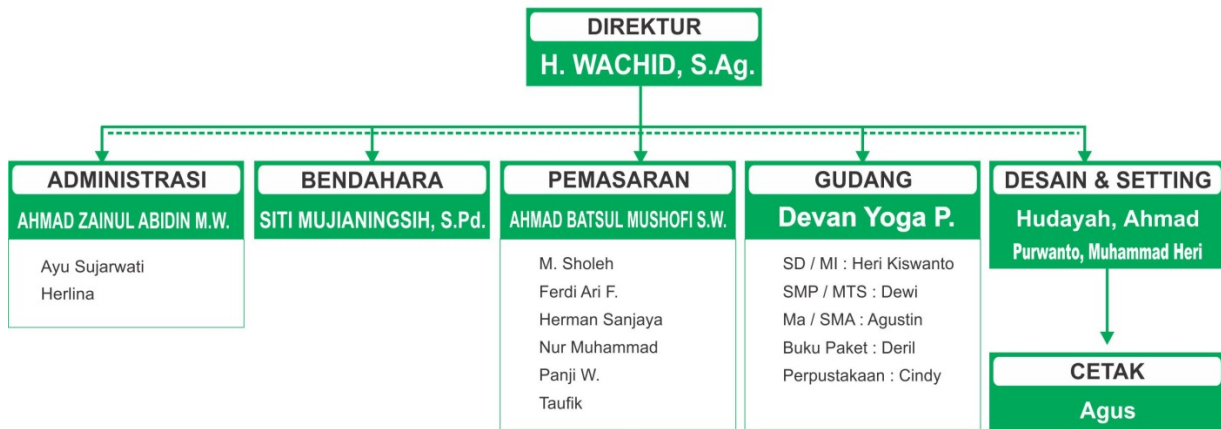 DIREKTUR
H. WACHID, S.Ag.
ADMINISTRASI
AHMAD ZAINUL ABIDIN M.W.
Ayu Sujarwati
Herlina
BENDAHARA
SITI MUJIANINGSIH, S.Pd.
PEMASARAN
AHMAD BATSUL MUSHOFI S.W.
M. Sholeh
Ferdi Ari F.
Herman Sanjaya
Nur Muhammad
Panji W.
Taufik
GUDANG
Devan Yoga P.
SD / MI : Heri Kiswanto
SMP / MTS : Dewi
Ma / SMA : Agustin
Buku Paket : Deril
Perpustakaan : Cindy
DESAIN & SETTING
Hudayah, Ahmad
Purwanto, Muhammad Heri
CETAK
Agus